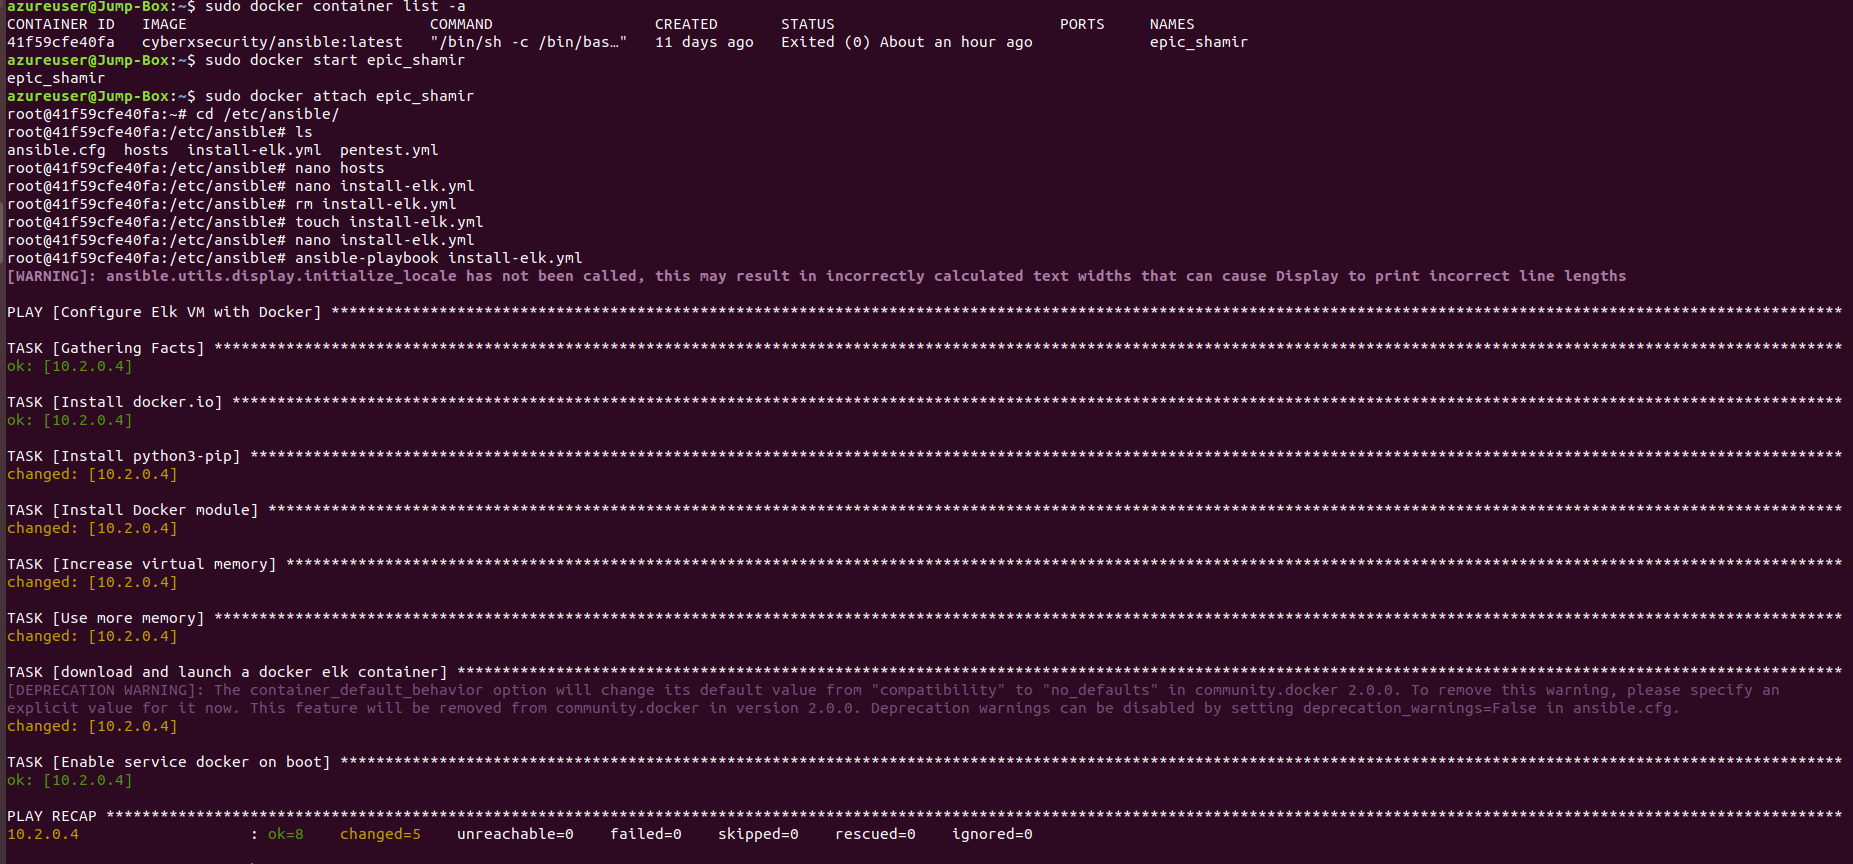 azureuser@Jump-Box:~$ sudo docker container list -a
CONTAINER ID   IMAGE                           COMMAND                  CREATED       STATUS                         PORTS     NAMES
41f59cfe40fa   cyberxsecurity/ansible:latest   "/bin/sh -c /bin/bas…"   11 days ago   Exited (0) About an hour ago             epic_shamir
azureuser@Jump-Box:~$ sudo docker start epic_shamir
epic_shamir
azureuser@Jump-Box:~$ sudo docker attach epic_shamir
root@41f59cfe40fa:~# cd /etc/ansible/
root@41f59cfe40fa:/etc/ansible# ls
ansible.cfg  hosts  install-elk.yml  pentest.yml
root@41f59cfe40fa:/etc/ansible# nano hosts
root@41f59cfe40fa:/etc/ansible# nano install-elk.yml
root@41f59cfe40fa:/etc/ansible# rm install-elk.yml
root@41f59cfe40fa:/etc/ansible# touch install-elk.yml
root@41f59cfe40fa:/etc/ansible# nano install-elk.yml
root@41f59cfe40fa:/etc/ansible# ansible-playbook install-elk.yml
[WARNING]: ansible.utils.display.initialize_locale has not been called, this may result in incorrectly calculated text widths that can cause Display to print incorrect line lengths
PLAY [Configure Elk VM with Docker] ************************************************************************************************************************************************************************
TASK [Gathering Facts] *************************************************************************************************************************************************************************************
ok: [10.2.0.4]
TASK [Install docker.io] ***********************************************************************************************************************************************************************************
ok: [10.2.0.4]
TASK [Install python3-pip] *********************************************************************************************************************************************************************************
changed: [10.2.0.4]
TASK [Install Docker module] *******************************************************************************************************************************************************************************
changed: [10.2.0.4]
TASK [Increase virtual memory] *****************************************************************************************************************************************************************************
changed: [10.2.0.4]
TASK [Use more memory] *************************************************************************************************************************************************************************************
changed: [10.2.0.4]
TASK [download and launch a docker elk container] **********************************************************************************************************************************************************
[DEPRECATION WARNING]: The container_default_behavior option will change its default value from "compatibility" to "no_defaults" in community.docker 2.0.0. To remove this warning, please specify an
explicit value for it now. This feature will be removed from community.docker in version 2.0.0. Deprecation warnings can be disabled by setting deprecation_warnings=False in ansible.cfg.
changed: [10.2.0.4]
TASK [Enable service docker on boot] ***********************************************************************************************************************************************************************
ok: [10.2.0.4]
PLAY RECAP *************************************************************************************************************************************************************************************************
10.2.0.4                   : ok=8    changed=5    unreachable=0    failed=0    skipped=0    rescued=0    ignored=0